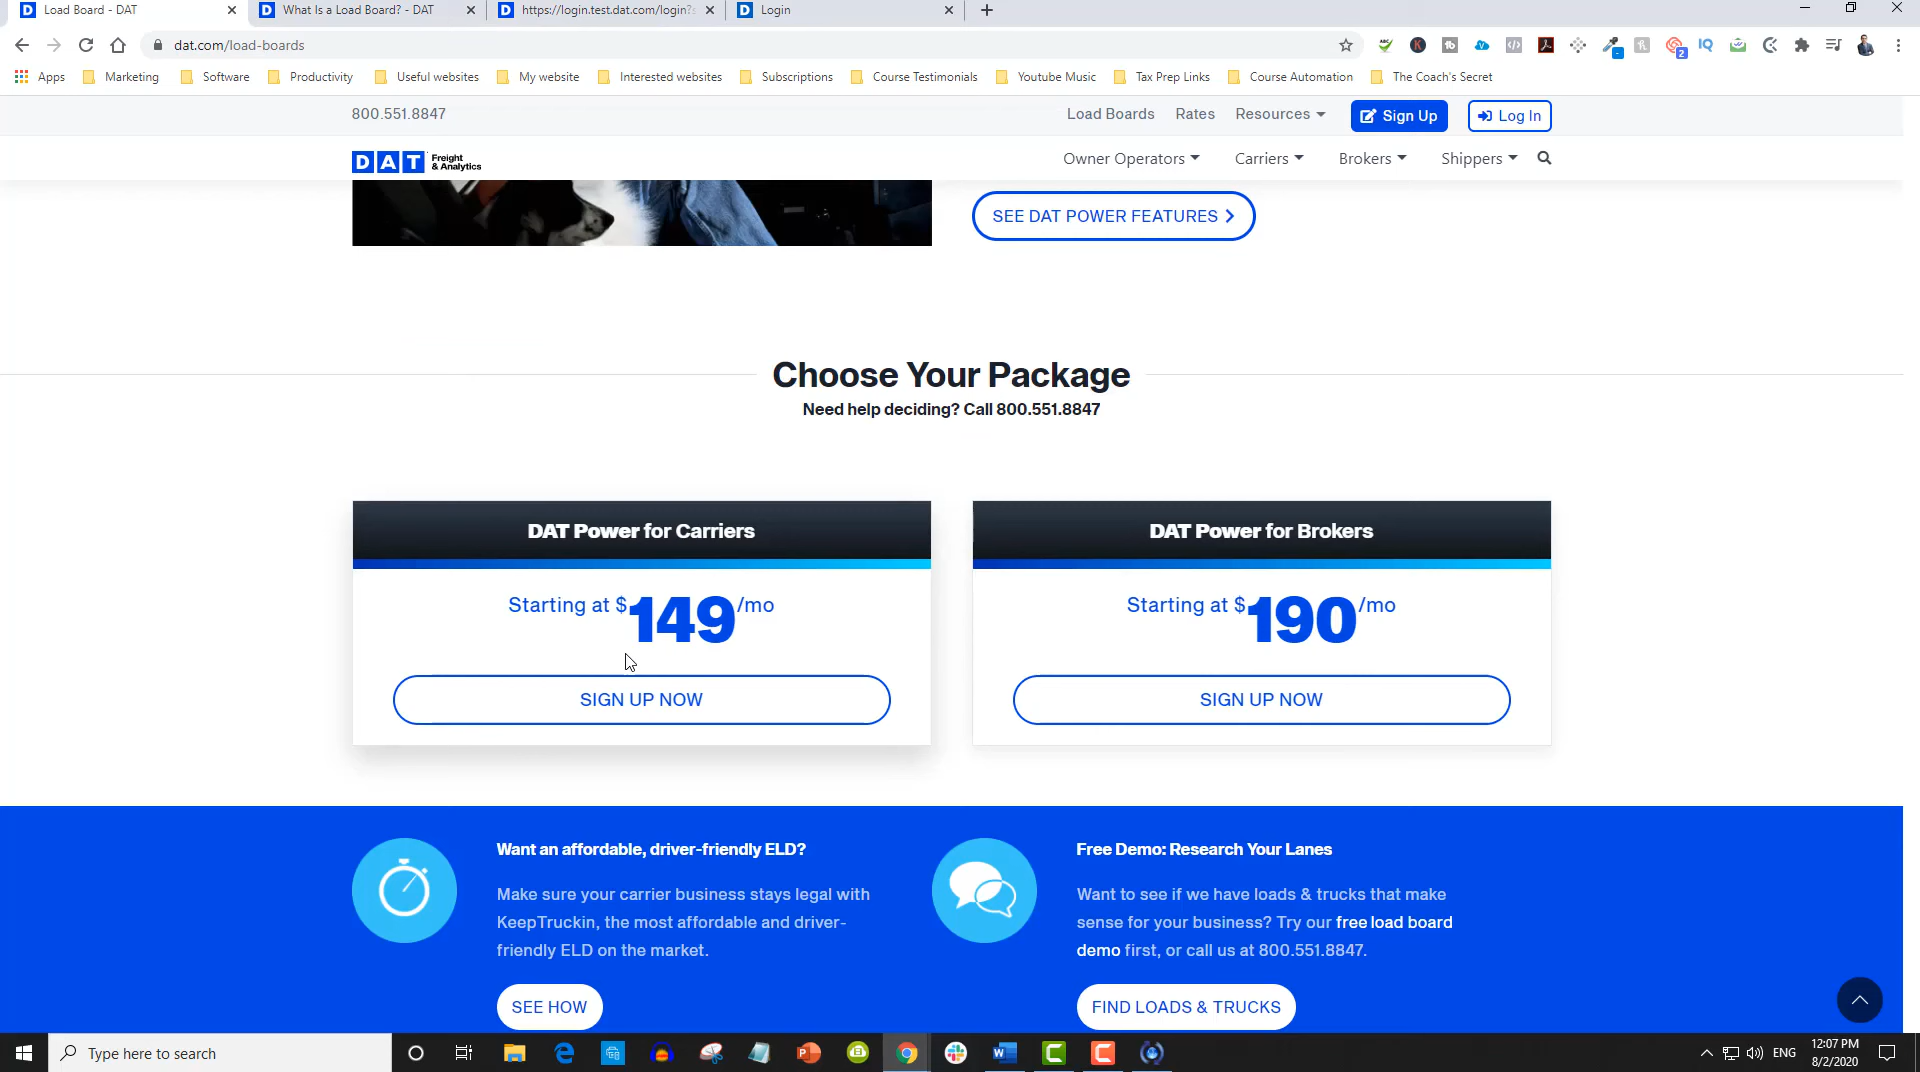 Load Board - DAT
What Is a Load Board? - DAT
https://login.test.dat.com/login?s
Login
dat.com/load-boards
Apps
Marketing
Software
Productivity
Useful websites
My website
Interested websites
Subscriptions
Course Testimonials
Youtube Music
Tax Prep Links
Course Automation
The Coach's Secret
800.551.8847
Load Boards
Rates
Resources
Sign Up
Log In
DAT Freight
& Analytics
Owner Operators
Carriers
Brokers
Shippers
SEE DAT POWER FEATURES
Choose Your Package
Need help deciding? Call 800.551.8847
DAT Power for Carriers
Starting at $149/mo
SIGN UP NOW
DAT Power for Brokers
Starting at $190/mo
SIGN UP NOW
Want an affordable, driver-friendly ELD?
Make sure your carrier business stays legal with
KeepTruckin, the most affordable and driver-
friendly ELD on the market.
SEE HOW
Free Demo: Research Your Lanes
Want to see if we have loads & trucks that make
sense for your business? Try our free load board
demo first, or call us at 800.551.8847.
FIND LOADS & TRUCKS
Type here to search
ENG
12:07 PM
8/2/2020